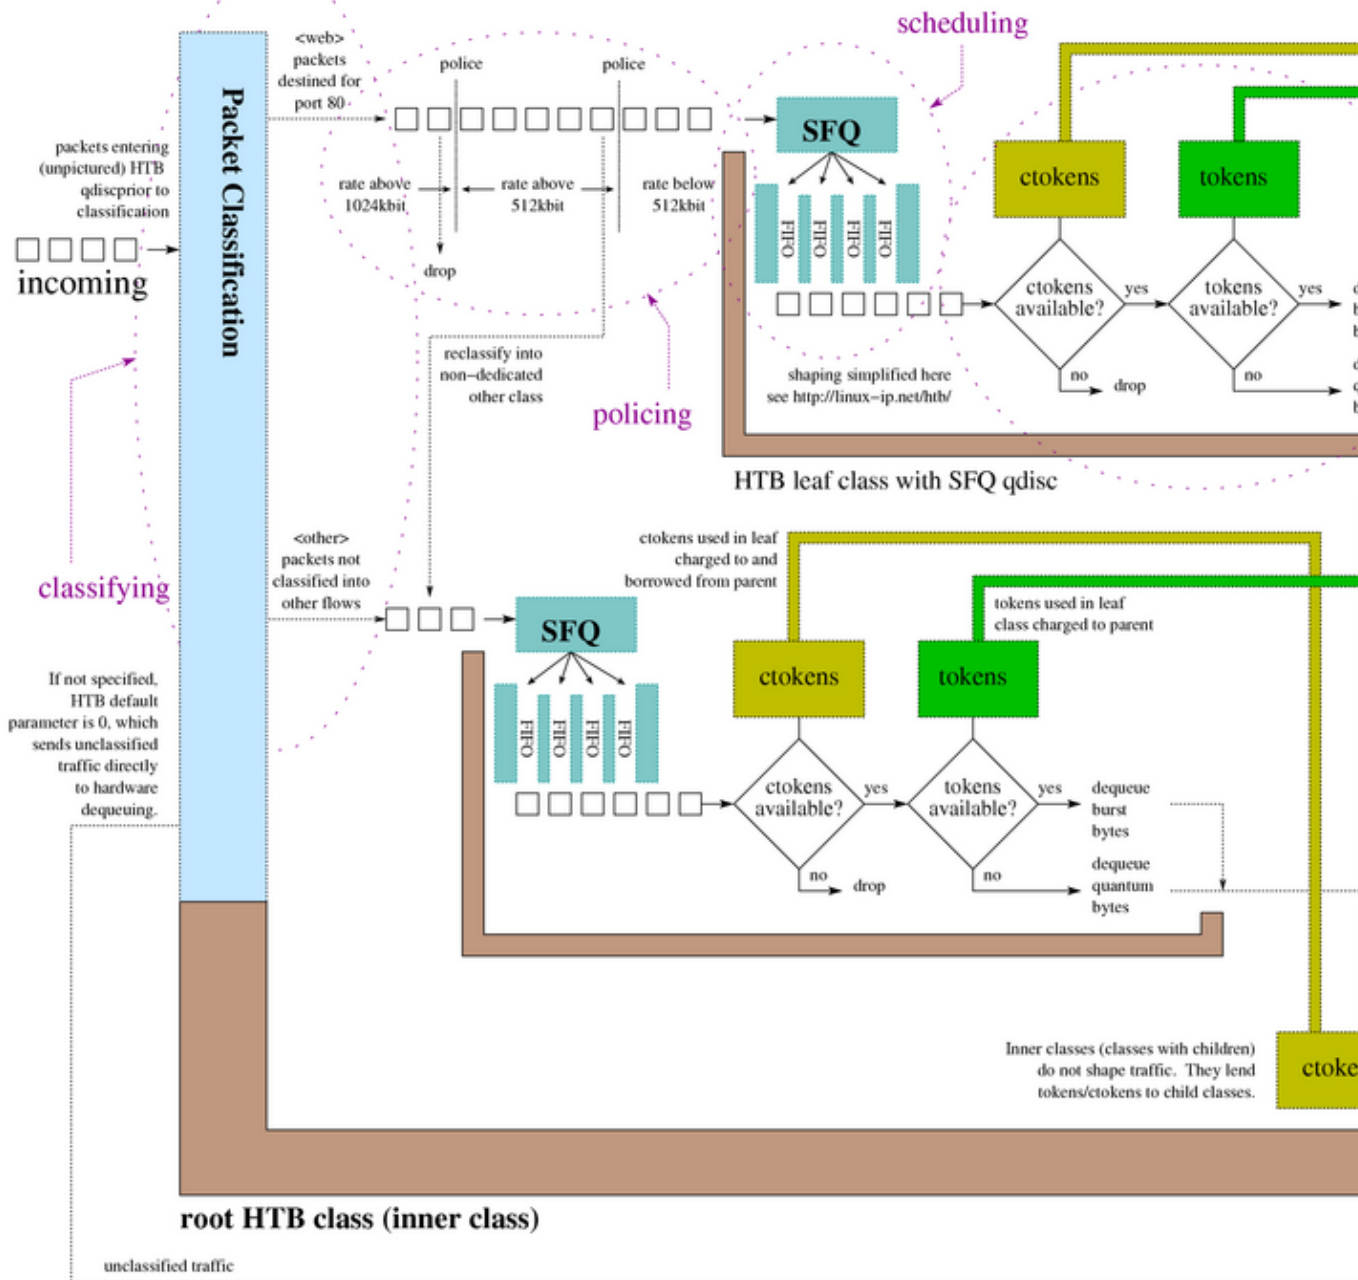 scheduling
<web>
packets
destined for
port 80
police
police
Packet Classification
SFQ
packets entering
(unpictured) HTB
qdiscprior to
classification
incoming
rate above
1024kbit
rate above
512kbit
rate below
512kbit
drop
FIFO
FIFO
FIFO
FIFO
ctokens
tokens
ctokens
available?
yes
tokens
available?
yes
no
drop
no
reclassify into
non-dedicated
other class
policing
shaping simplified here
see http://linux-ip.net/htb/
HTB leaf class with SFQ qdisc
classifying
<other>
packets not
classified into
other flows
ctokens used in leaf
charged to and
borrowed from parent
tokens used in leaf
class charged to parent
SFQ
FIFO
FIFO
FIFO
FIFO
ctokens
tokens
ctokens
available?
yes
tokens
available?
yes
dequeue
burst
bytes
no
drop
no
dequeue
quantum
bytes
If not specified,
HTB default
parameter is 0, which
sends unclassified
traffic directly
to hardware
dequeuing.
Inner classes (classes with children)
do not shape traffic. They lend
tokens/ctokens to child classes.
ctoke
root HTB class (inner class)
unclassified traffic